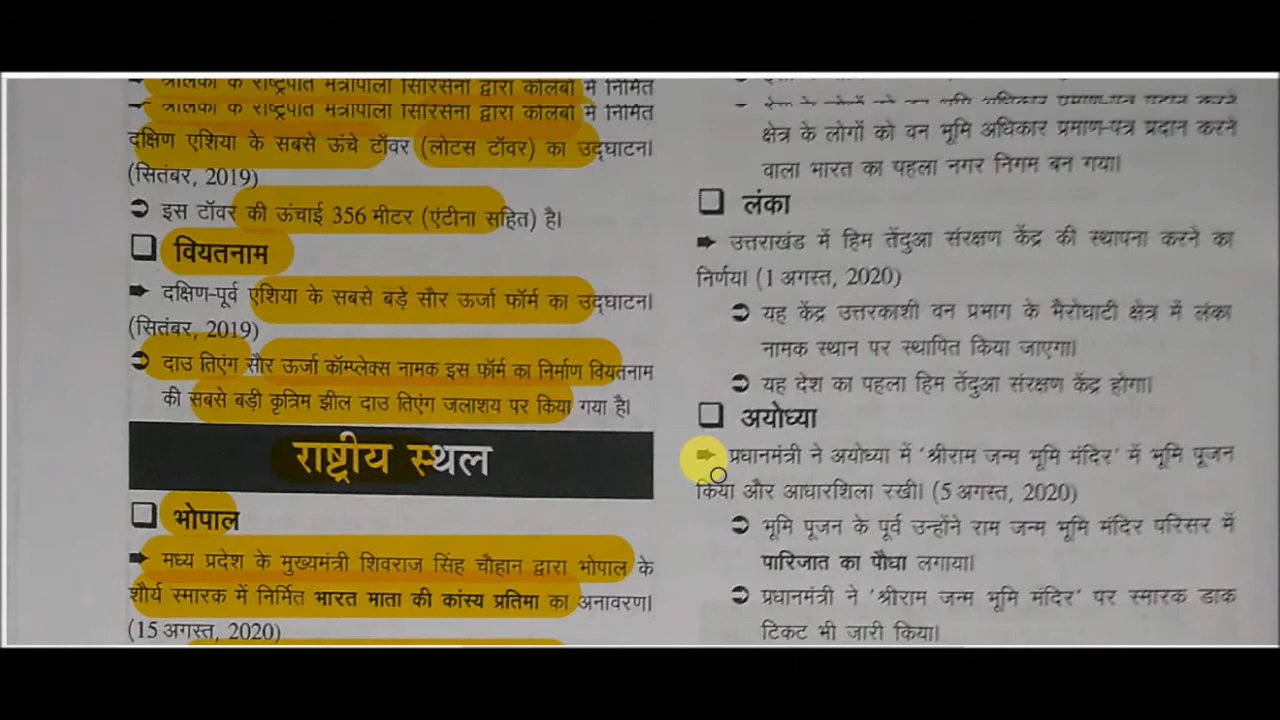 श्रीलंका के राष्ट्रपति मैत्रीपाला सिरिसेना द्वारा कोलंबो में निर्मित
श्रीलंका के राष्ट्रपति मैत्रीपाला सिरिसेना द्वारा कोलंबो में निर्मित
दक्षिण एशिया के सबसे ऊंचे टॉवर (लोटस टॉवर) का उद्घाटन।
(सितंबर, 2019)
➲ इस टॉवर की ऊंचाई 356 मीटर (एंटीना सहित) है।
❑ वियतनाम
➡ दक्षिण-पूर्व एशिया के सबसे बड़े सौर ऊर्जा फॉर्म का उद्घाटन।
(सितंबर, 2019)
➲ दाउ तिएंग सौर ऊर्जा कॉम्प्लेक्स नामक इस फॉर्म का निर्माण वियतनाम
की सबसे बड़ी कृत्रिम झील दाउ तिएंग जलाशय पर किया गया है।
राष्ट्रीय स्थल
❑ भोपाल
➡ मध्य प्रदेश के मुख्यमंत्री शिवराज सिंह चौहान द्वारा भोपाल के
शौर्य स्मारक में निर्मित भारत माता की कांस्य प्रतिमा का अनावरण।
(15 अगस्त, 2020)
क्षेत्र के लोगों को वन भूमि अधिकार प्रमाण-पत्र प्रदान करने
वाला भारत का पहला नगर निगम बन गया।
❑ लंका
➡ उत्तराखंड में हिम तेंदुआ संरक्षण केंद्र की स्थापना करने का
निर्णय। (1 अगस्त, 2020)
➲ यह केंद्र उत्तरकाशी वन प्रभाग के भैरोघाटी क्षेत्र में लंका
नामक स्थान पर स्थापित किया जाएगा।
➲ यह देश का पहला हिम तेंदुआ संरक्षण केंद्र होगा।
❑ अयोध्या
➡ प्रधानमंत्री ने अयोध्या में ‘श्रीराम जन्म भूमि मंदिर’ में भूमि पूजन
किया और आधारशिला रखी। (5 अगस्त, 2020)
➲ भूमि पूजन के पूर्व उन्होंने राम जन्म भूमि मंदिर परिसर में
पारिजात का पौधा लगाया।
➲ प्रधानमंत्री ने ‘श्रीराम जन्म भूमि मंदिर’ पर स्मारक डाक
टिकट भी जारी किया।